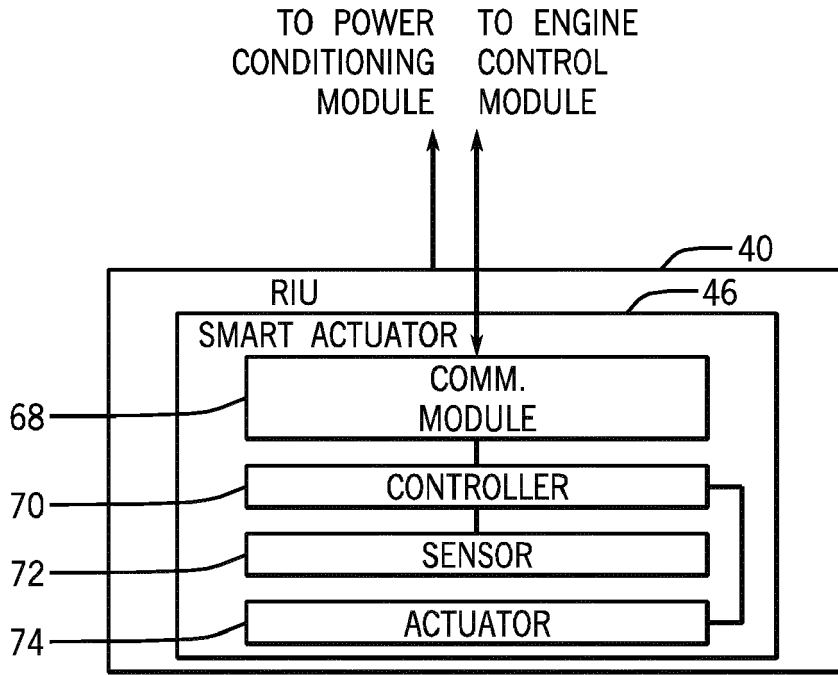 TO POWER
CONDITIONING
MODULE
TO ENGINE
CONTROL
MODULE
40
RIU
46
SMART ACTUATOR
COMM.
MODULE
68
CONTROLLER
70
SENSOR
72
ACTUATOR
74